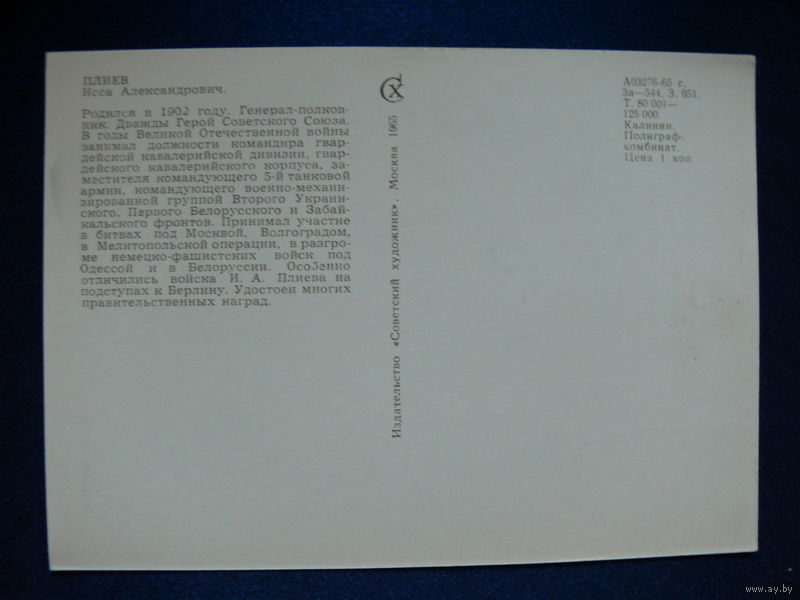 ПЛИЕВ
Исса Александрович.
Родился в 1902 году. Генерал-полков-
ник. Дважды Герой Советского Союза.
В годы Великой Отечественной войны
занимал должности командира гвар-
дейской кавалерийской дивизии, гвар-
дейского кавалерийского корпуса, за-
местителя командующего 5-й танковой
армии, командующего военно-механи-
зированной группой Второго Украин-
ского, Первого Белорусского и Забай-
кальского фронтов. Принимал участие
в битвах под Москвой, Волгоградом,
в Мелитопольской операции, в разгро-
ме немецко-фашистских войск под
Одессой и в Белоруссии. Особенно
отличились войска И. А. Плиева на
подступах к Берлину. Удостоен многих
правительственных наград.
Издательство «Советский художник». Москва 1965
А03276-65 г.
За—544. З. 951.
Т. 80 001—
125 000.
Калинин.
Полиграф-
комбинат.
Цена 1 коп.
www.ay.by